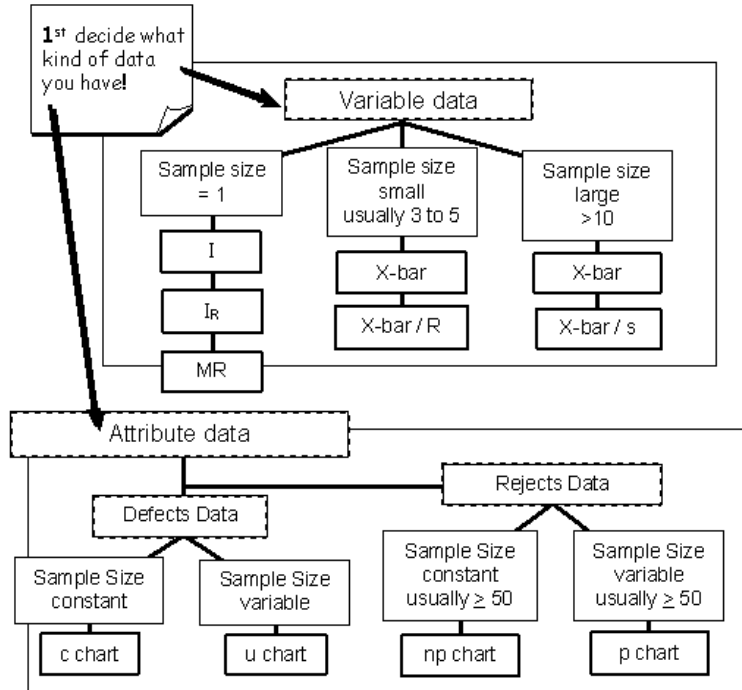 1st decide what
kind of data
you have!
Variable data
Sample size
= 1
I
IR
MR
Sample size
small
usually 3 to 5
X-bar
X-bar / R
Sample size
large
>10
X-bar
X-bar / s
Attribute data
Defects Data
Sample Size
constant
c chart
Sample Size
variable
u chart
Rejects Data
Sample Size
constant
usually ≥ 50
np chart
Sample Size
variable
usually ≥ 50
p chart